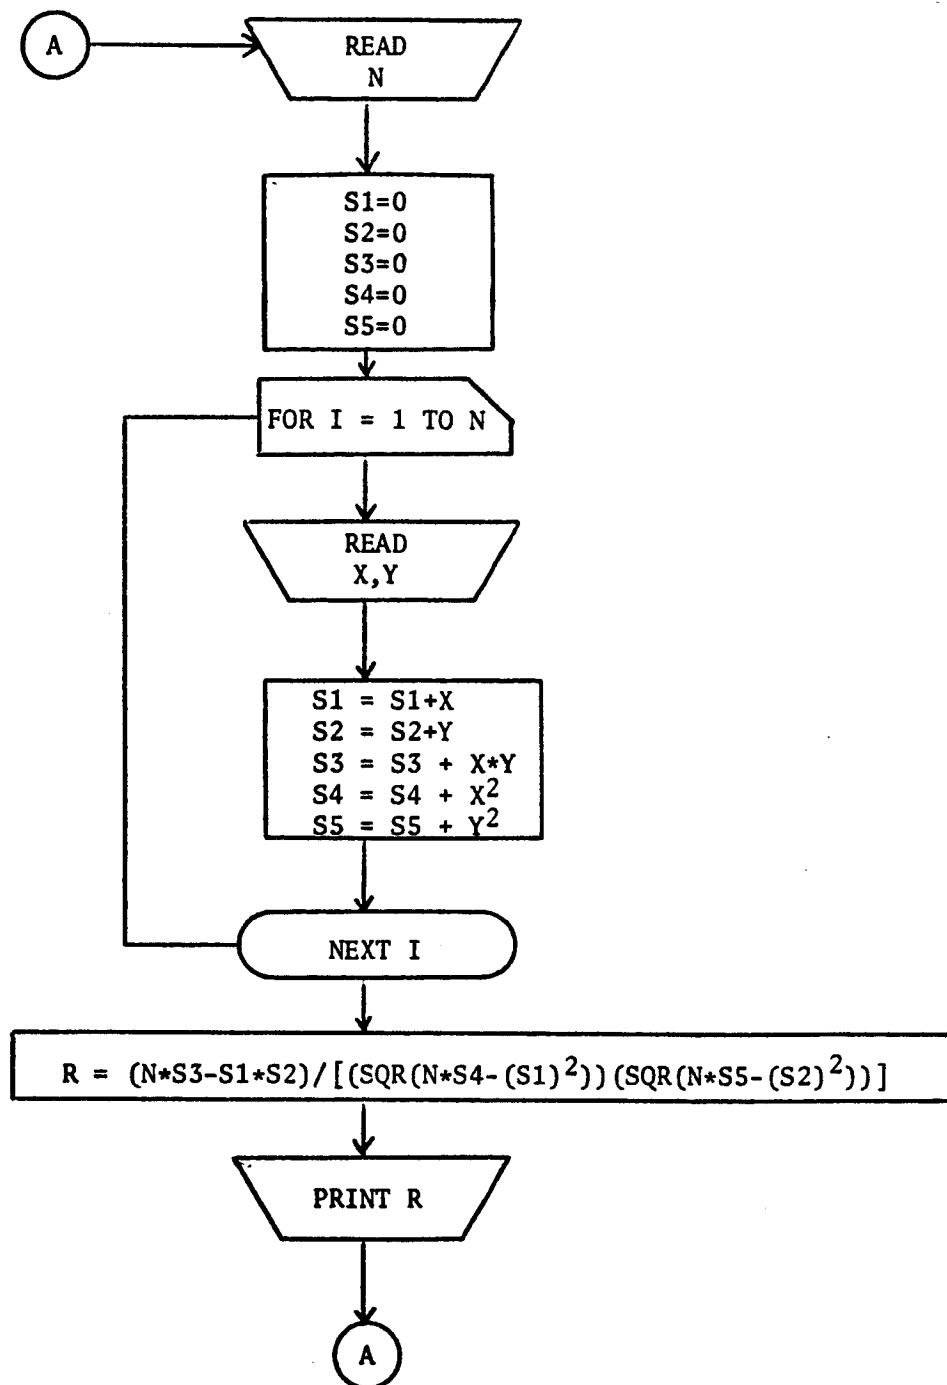 A
READ
N
S1=0
S2=0
S3=0
S4=0
S5=0
FOR I = 1 TO N
READ
X,Y
S1 = S1+X
S2 = S2+Y
S3 = S3 + X*Y
S4 = S4 + X²
S5 = S5 + Y²
NEXT I
R = (N*S3-S1*S2)/[(SQR(N*S4-(S1)²))(SQR(N*S5-(S2)²))]
PRINT R
A